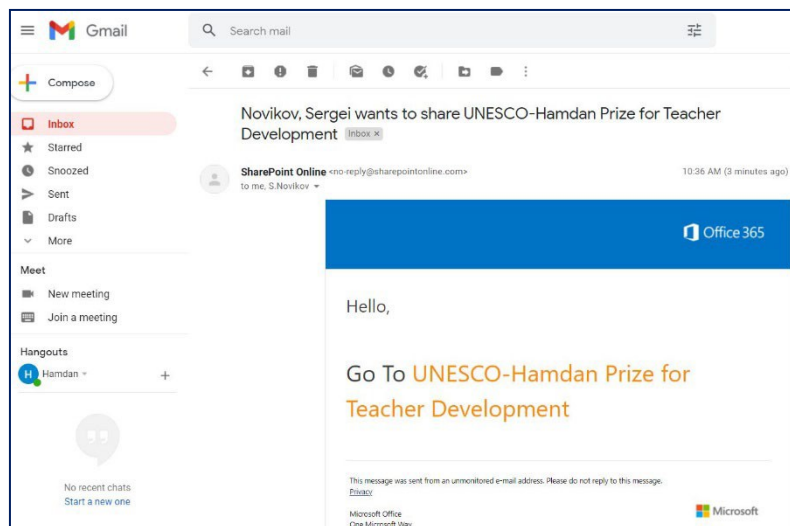 Gmail
Search mail
Compose
Inbox
Starred
Snoozed
Sent
Drafts
More
Meet
New meeting
Join a meeting
Hangouts
H Hamdan
No recent chats
Start a new one
Novikov, Sergei wants to share UNESCO-Hamdan Prize for Teacher
Development Inbox x
SharePoint Online <no-reply@sharepointonline.com> 10:36 AM (3 minutes ago)
to me, S.Novikov
Office 365
Hello,
Go To UNESCO-Hamdan Prize for
Teacher Development
This message was sent from an unmonitored e-mail address. Please do not reply to this message.
Privacy
Microsoft Office
One Microsoft Way
Microsoft